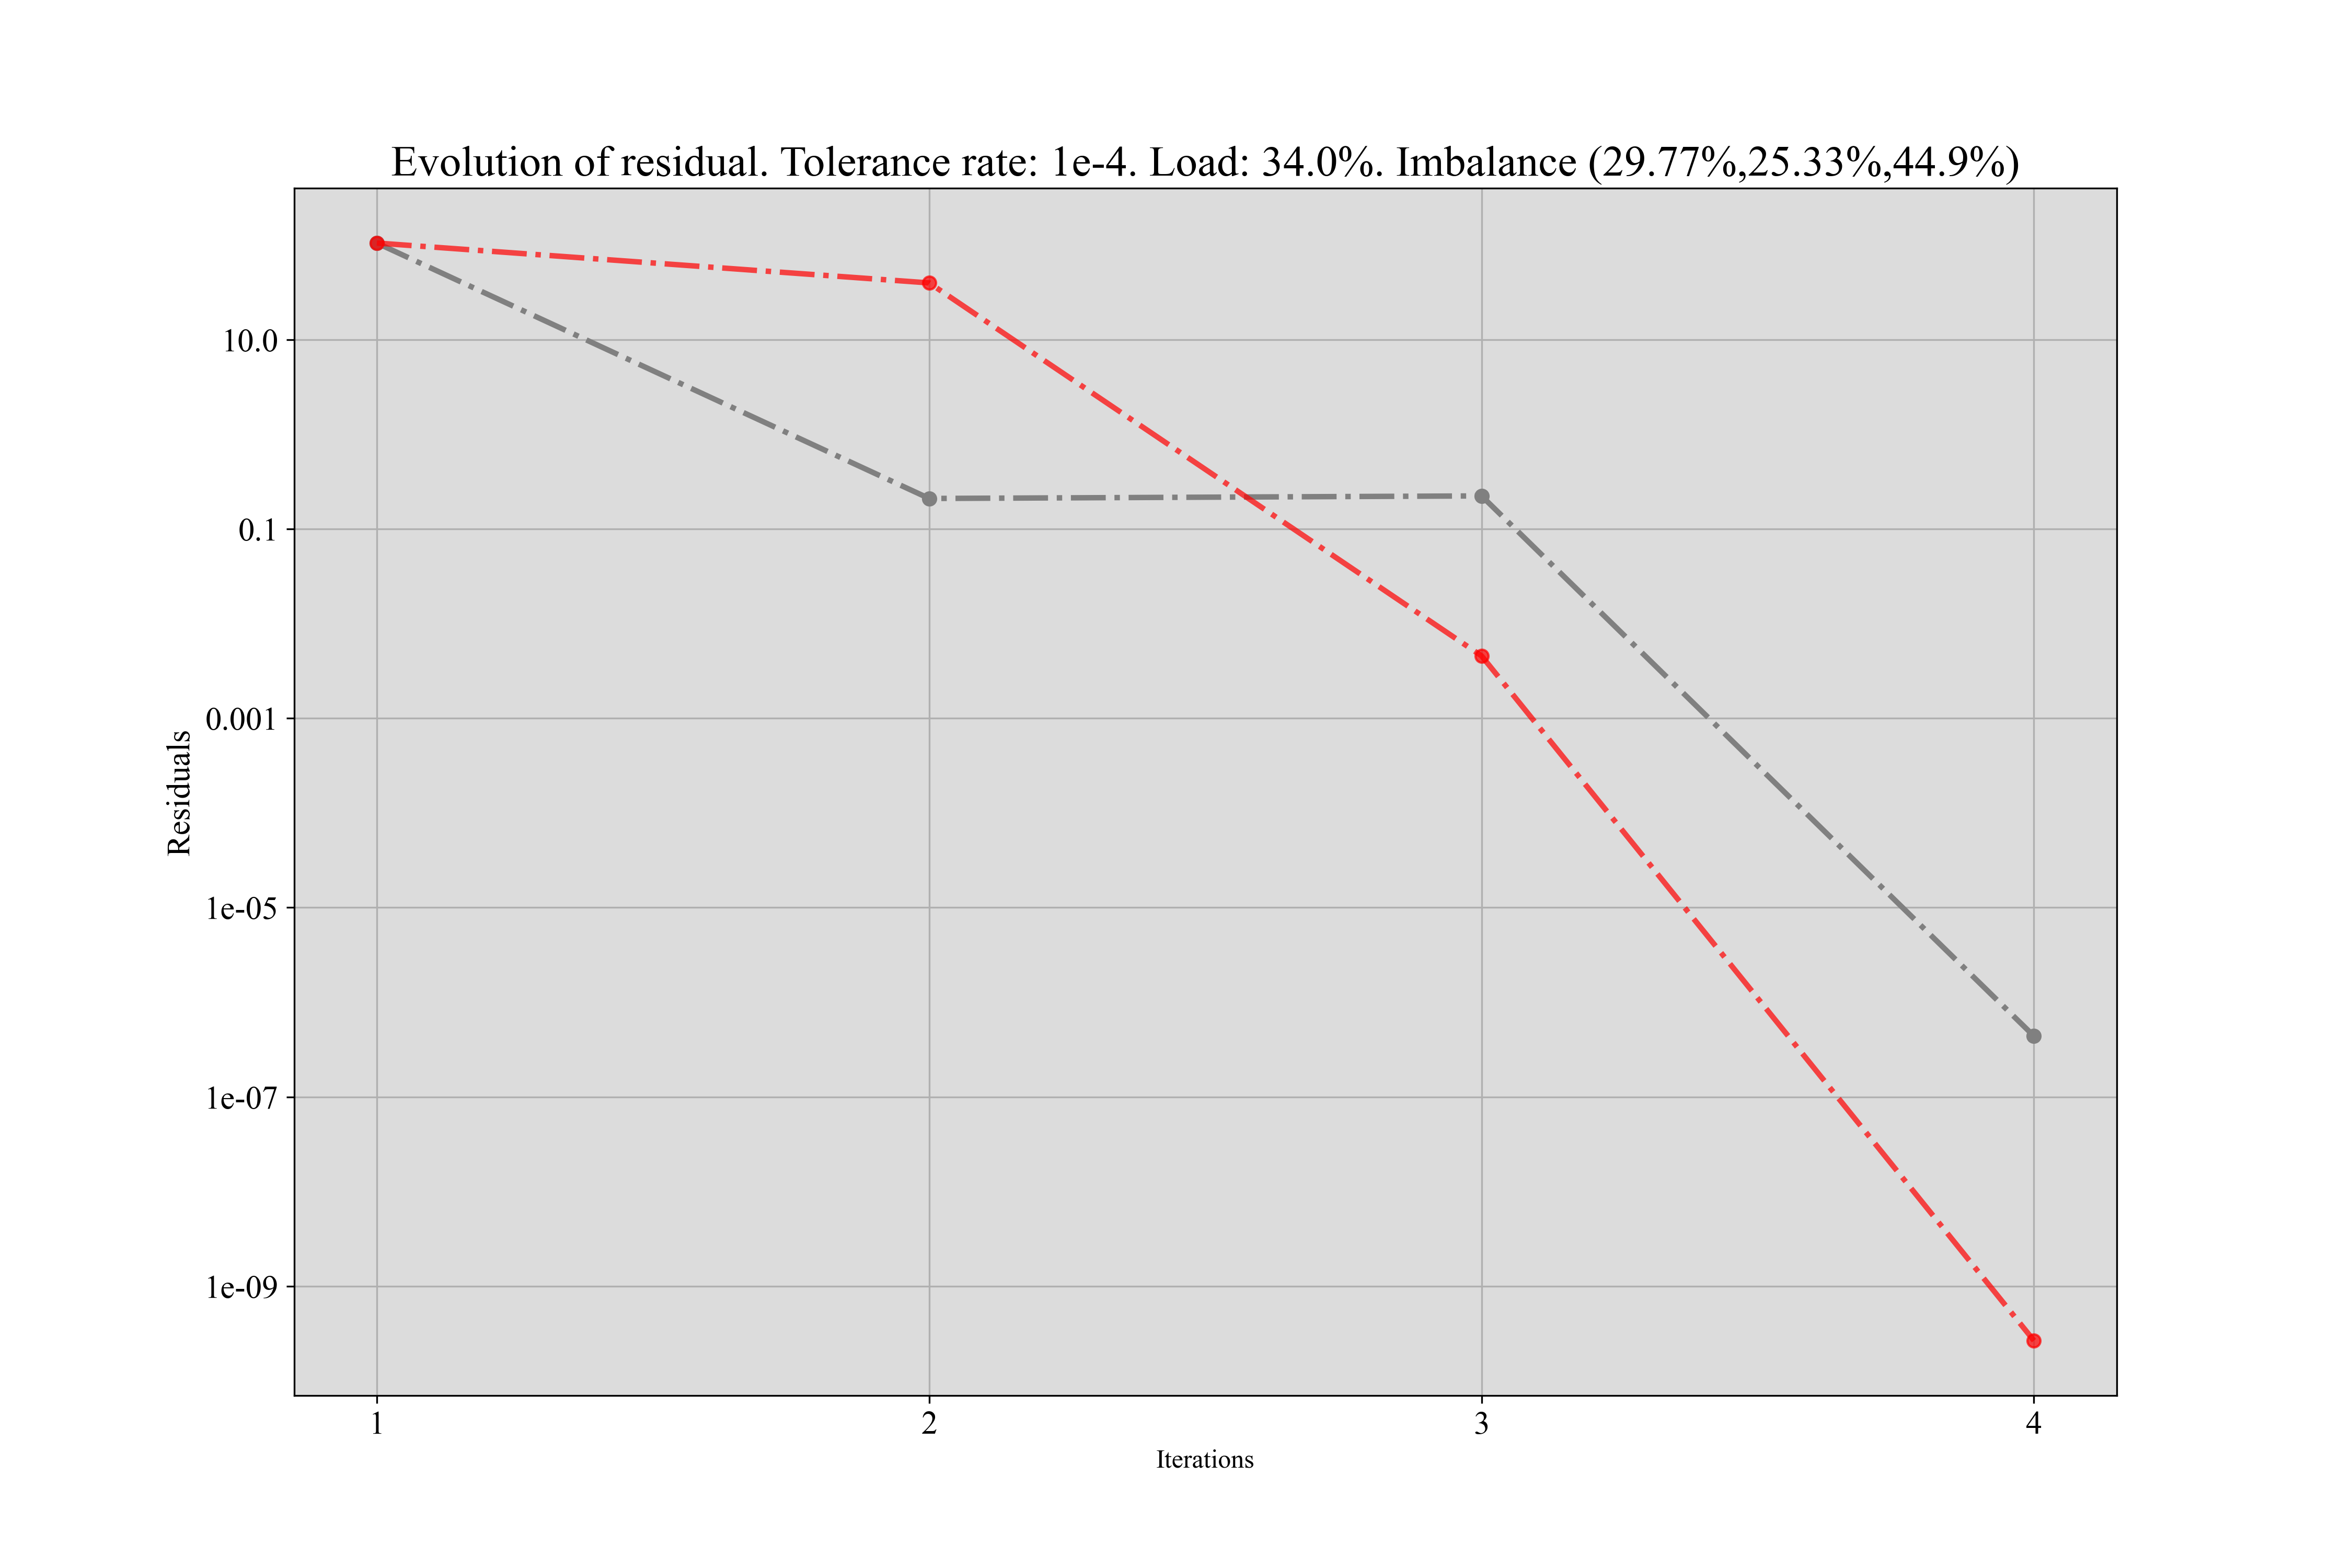 Evolution of residual. Tolerance rate: 1e-4. Load: 34.0%. Imbalance (29.77%,25.33%,44.9%)
10.0
0.1
0.001
1e-05
1e-07
1e-09
Residuals
1 2 3 4
Iterations